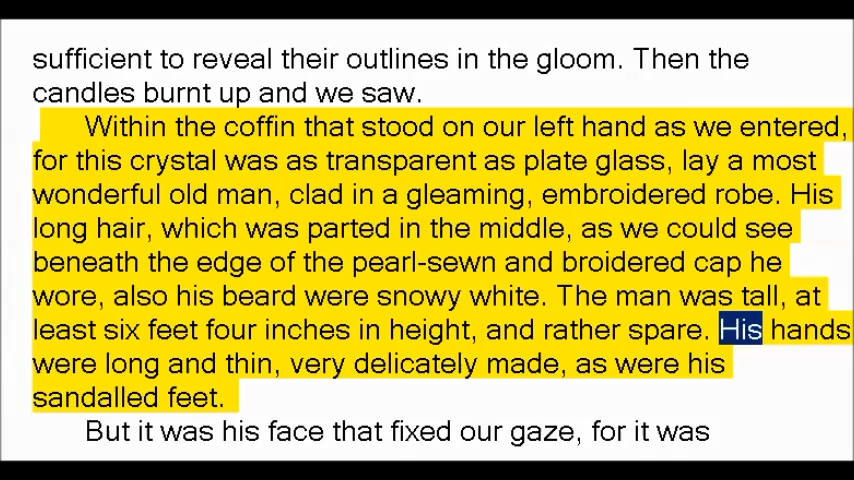 sufficient to reveal their outlines in the gloom. Then the
candles burnt up and we saw.
Within the coffin that stood on our left hand as we entered,
for this crystal was as transparent as plate glass, lay a most
wonderful old man, clad in a gleaming, embroidered robe. His
long hair, which was parted in the middle, as we could see
beneath the edge of the pearl-sewn and broidered cap he
wore, also his beard were snowy white. The man was tall, at
least six feet four inches in height, and rather spare. His hands
were long and thin, very delicately made, as were his
sandalled feet.
But it was his face that fixed our gaze, for it was